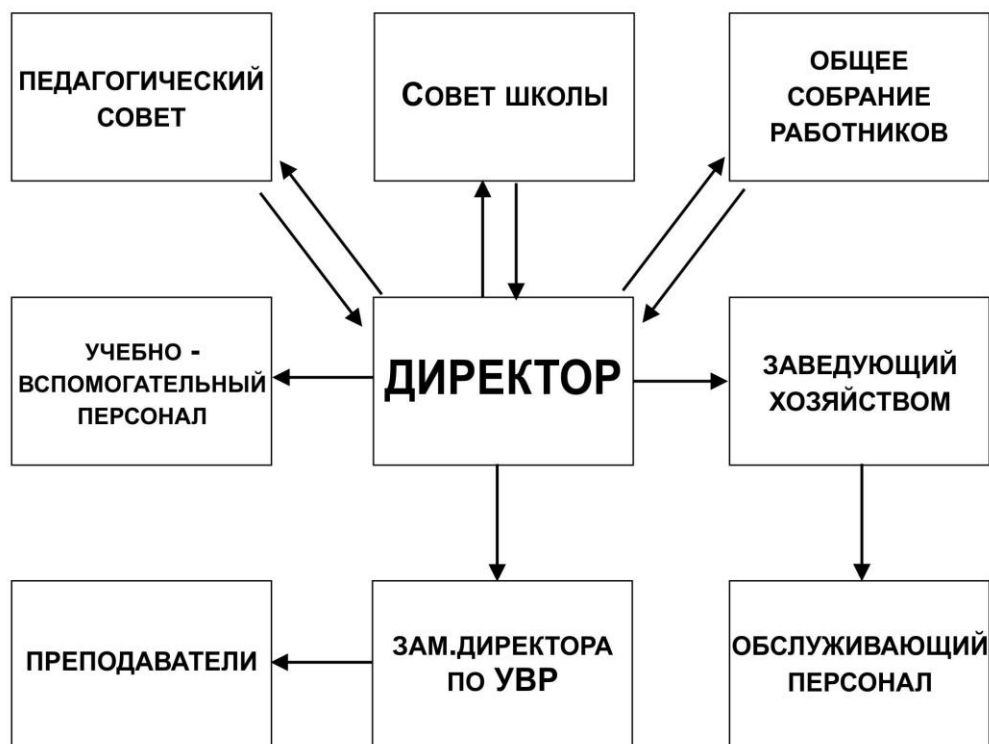 ПЕДАГОГИЧЕСКИЙ
СОВЕТ
СОВЕТ ШКОЛЫ
ОБЩЕЕ
СОБРАНИЕ
РАБОТНИКОВ
УЧЕБНО -
ВСПОМОГАТЕЛЬНЫЙ
ПЕРСОНАЛ
ДИРЕКТОР
ЗАВЕДУЮЩИЙ
ХОЗЯЙСТВОМ
ПРЕПОДАВАТЕЛИ
ЗАМ.ДИРЕКТОРА
ПО УВР
ОБСЛУЖИВАЮЩИЙ
ПЕРСОНАЛ